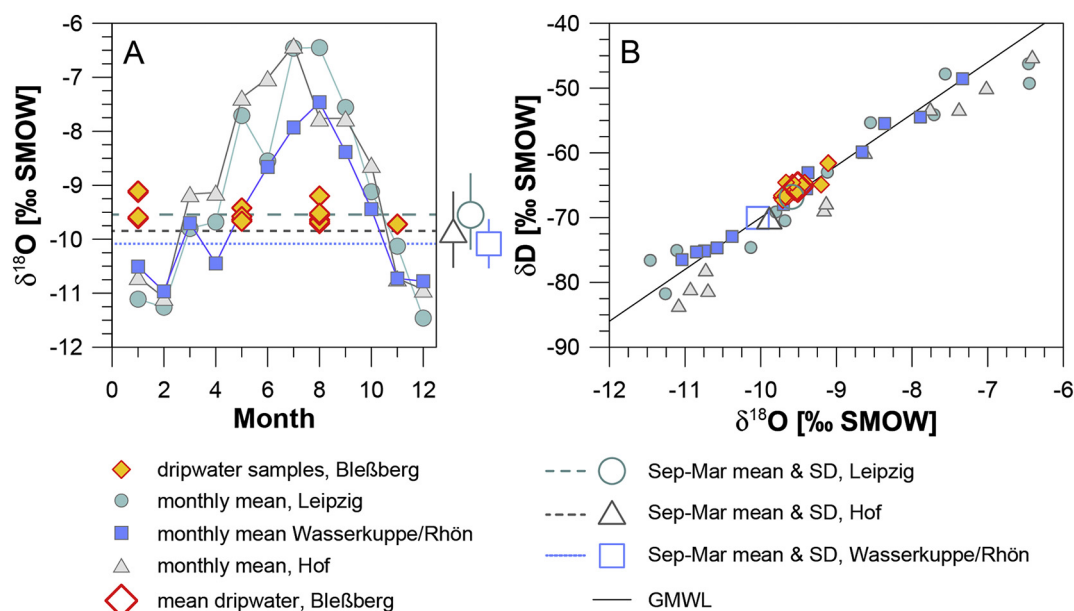 A
B
-6
-7
-8
-9
-10
-11
-12
δ18O [‰ SMOW]
0 2 4 6 8 10 12
Month
-40
-50
-60
-70
-80
-90
δD [‰ SMOW]
-12 -11 -10 -9 -8 -7 -6
δ18O [‰ SMOW]
dripwater samples, Bleßberg
monthly mean, Leipzig
monthly mean Wasserkuppe/Rhön
monthly mean, Hof
mean dripwater, Bleßberg
Sep-Mar mean & SD, Leipzig
Sep-Mar mean & SD, Hof
Sep-Mar mean & SD, Wasserkuppe/Rhön
GMWL